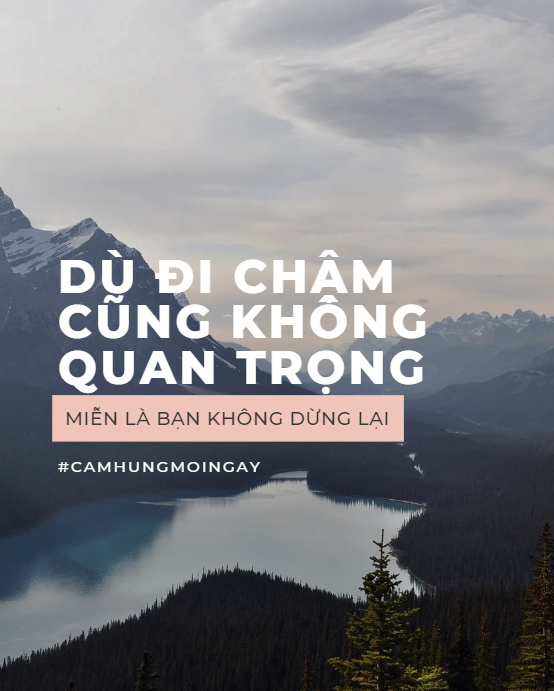 DÙ ĐI CHẬM
CŨNG KHÔNG
QUAN TRỌNG
MIỄN LÀ BẠN KHÔNG DỪNG LẠI
#CAMHUNGMOINGAY